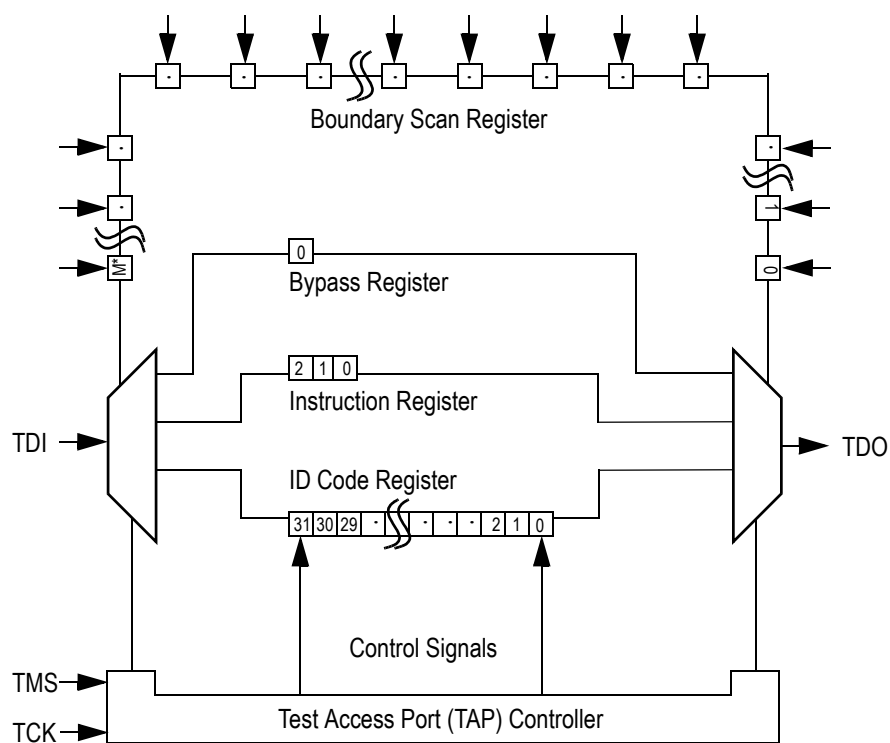 · · · · · · · ·
Boundary Scan Register
·
·
·
1
M*
0
0
Bypass Register
2 1 0
Instruction Register
TDI
TDO
ID Code Register
31 30 29 · · · · · 2 1 0
Control Signals
TMS
Test Access Port (TAP) Controller
TCK